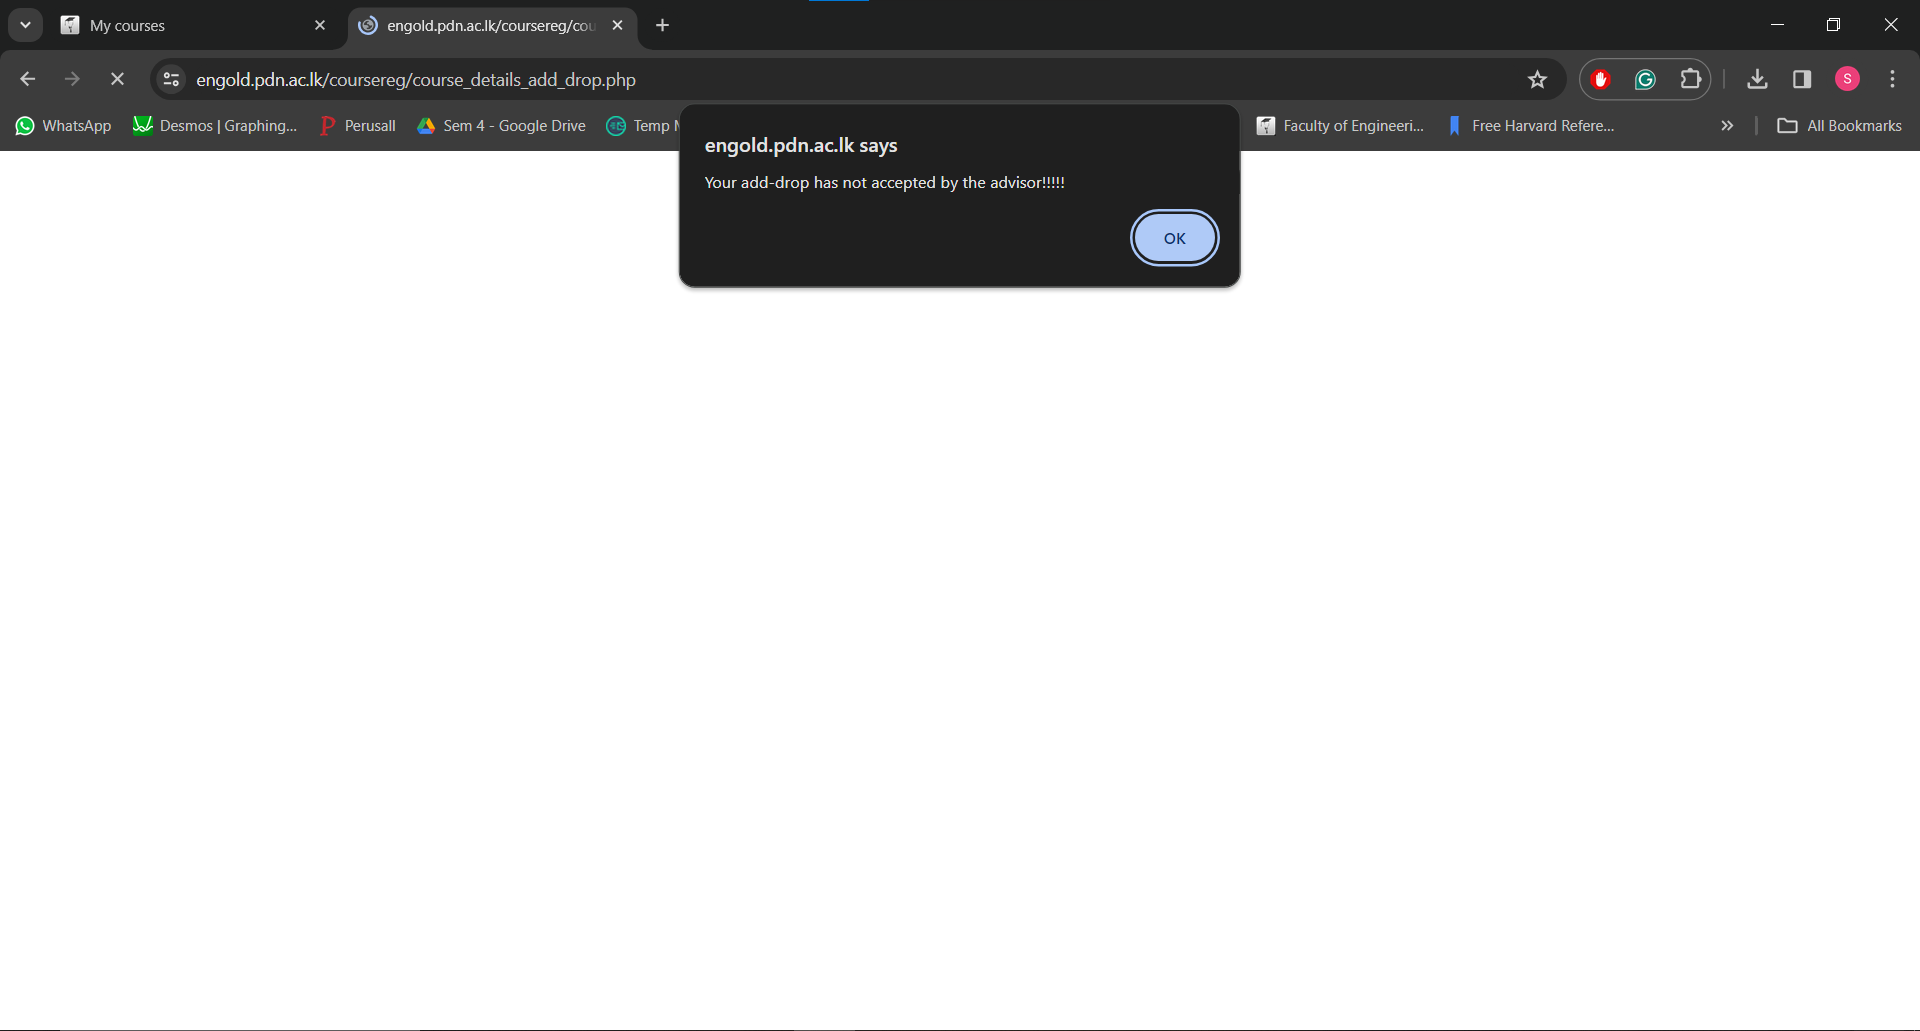 My courses
engold.pdn.ac.lk/coursereg/cou
engold.pdn.ac.lk/coursereg/course_details_add_drop.php
S
WhatsApp
Desmos | Graphing...
Perusall
Sem 4 - Google Drive
Temp
Faculty of Engineeri...
Free Harvard Refere...
All Bookmarks
engold.pdn.ac.lk says
Your add-drop has not accepted by the advisor!!!!!
OK